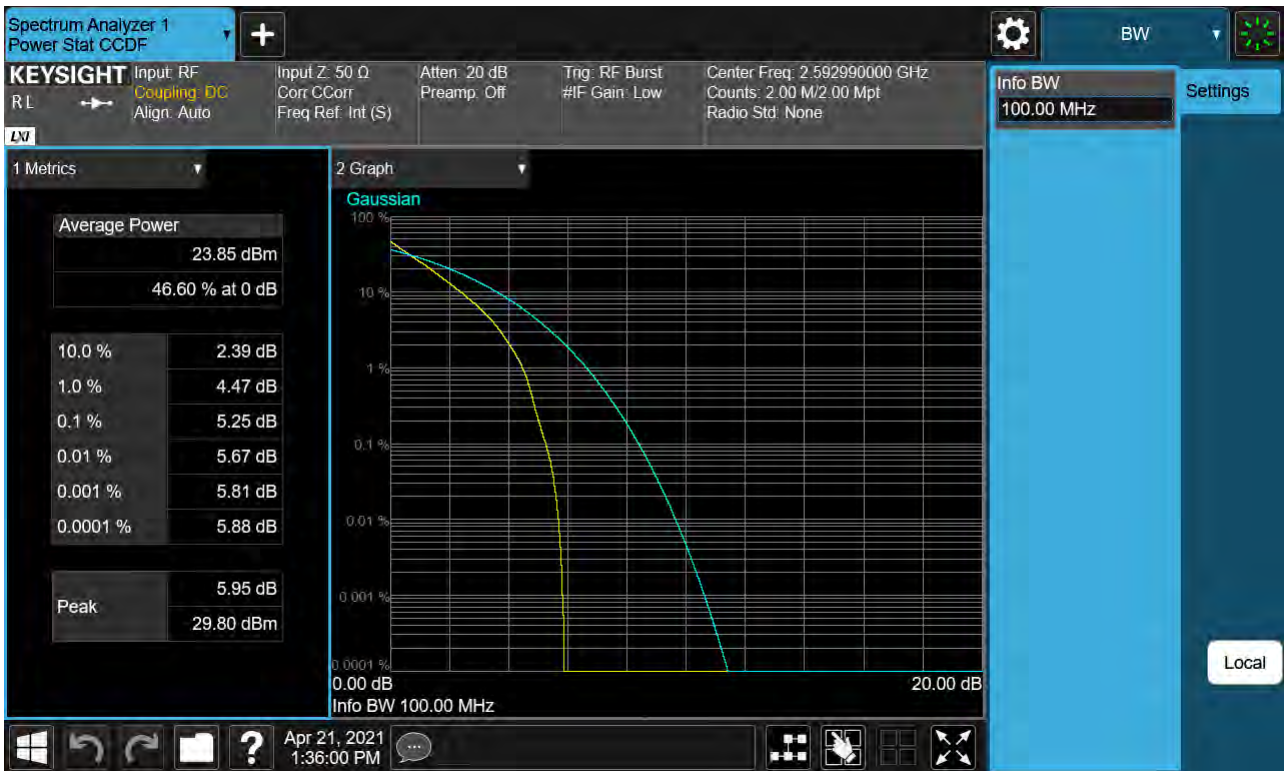 Spectrum Analyzer 1
Power Stat CCDF
▼
+
BW
▼
KEYSIGHT
R L
LXI
Input: RF
Coupling: DC
Align: Auto
Input Z: 50 Ω
Corr CCorr
Freq Ref: Int (S)
Atten: 20 dB
Preamp: Off
Trig: RF Burst
#IF Gain: Low
Center Freq: 2.592990000 GHz
Counts: 2.00 M/2.00 Mpt
Radio Std: None
Info BW
100.00 MHz
Settings
1 Metrics ▼
Average Power
23.85 dBm
46.60 % at 0 dB
10.0 % 2.39 dB
1.0 % 4.47 dB
0.1 % 5.25 dB
0.01 % 5.67 dB
0.001 % 5.81 dB
0.0001 % 5.88 dB
Peak
5.95 dB
29.80 dBm
2 Graph ▼
Gaussian
100 %
10 %
1 %
0.1 %
0.01 %
0.001 %
0.0001 %
0.00 dB 20.00 dB
Info BW 100.00 MHz
Local
?
Apr 21, 2021
1:36:00 PM